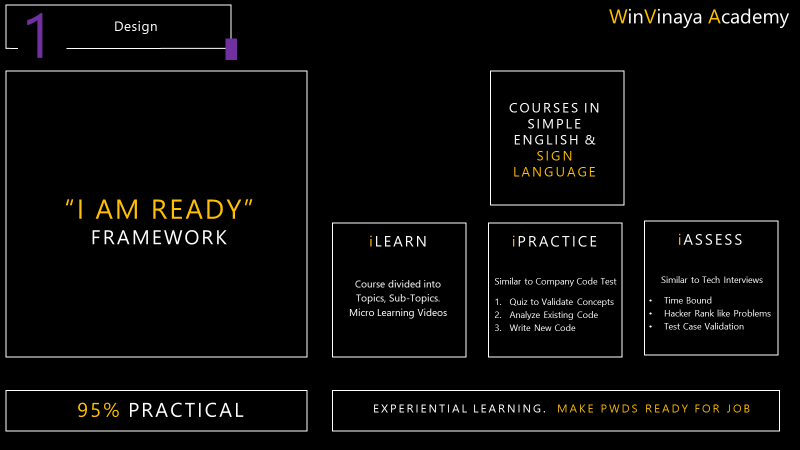 1
Design
WinVinaya Academy
"I AM READY"
FRAMEWORK
COURSES IN
SIMPLE
ENGLISH &
SIGN
LANGUAGE
iLEARN
Course divided into
Topics, Sub-Topics.
Micro Learning Videos
iPRACTICE
Similar to Company Code Test
1. Quiz to Validate Concepts
2. Analyze Existing Code
3. Write New Code
iASSESS
Similar to Tech Interviews
• Time Bound
• Hacker Rank like Problems
• Test Case Validation
95% PRACTICAL
EXPERIENTIAL LEARNING. MAKE PWDS READY FOR JOB